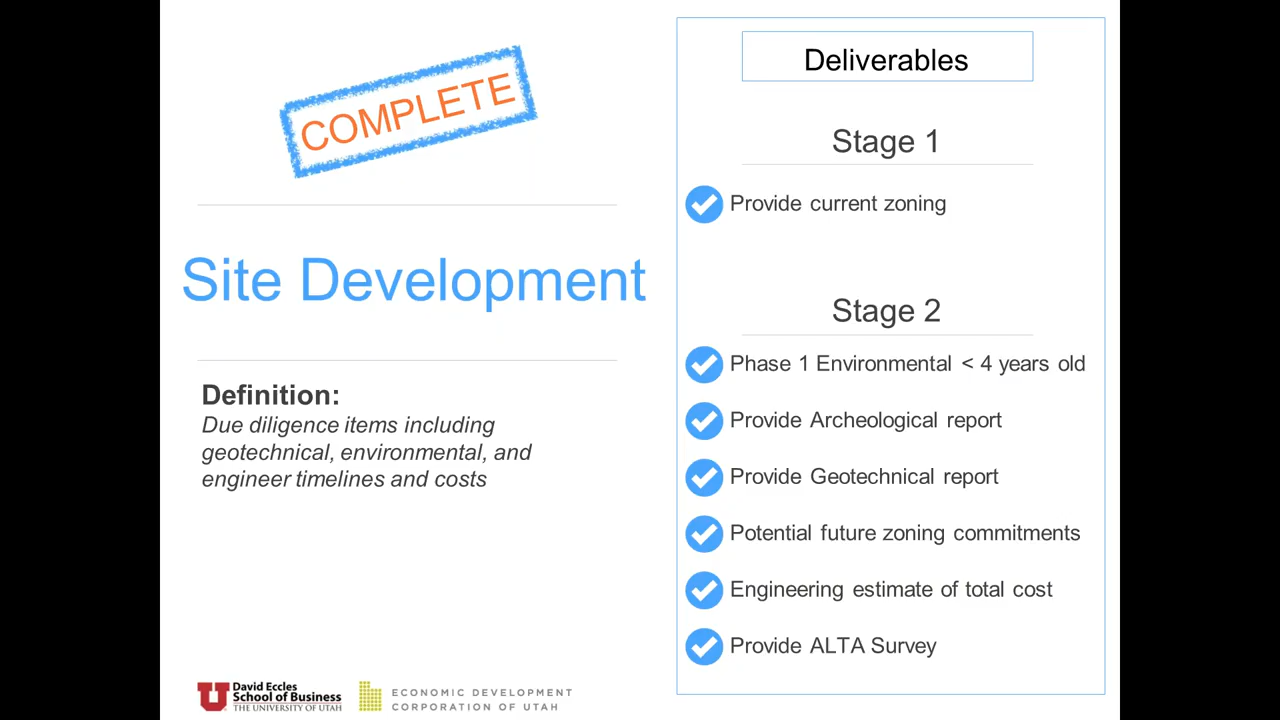 COMPLETE
Site Development
Definition:
Due diligence items including
geotechnical, environmental, and
engineer timelines and costs
Deliverables
Stage 1
Provide current zoning
Stage 2
Phase 1 Environmental < 4 years old
Provide Archeological report
Provide Geotechnical report
Potential future zoning commitments
Engineering estimate of total cost
Provide ALTA Survey
U
David Eccles
School of Business
THE UNIVERSITY OF UTAH
ECONOMIC DEVELOPMENT
CORPORATION OF UTAH